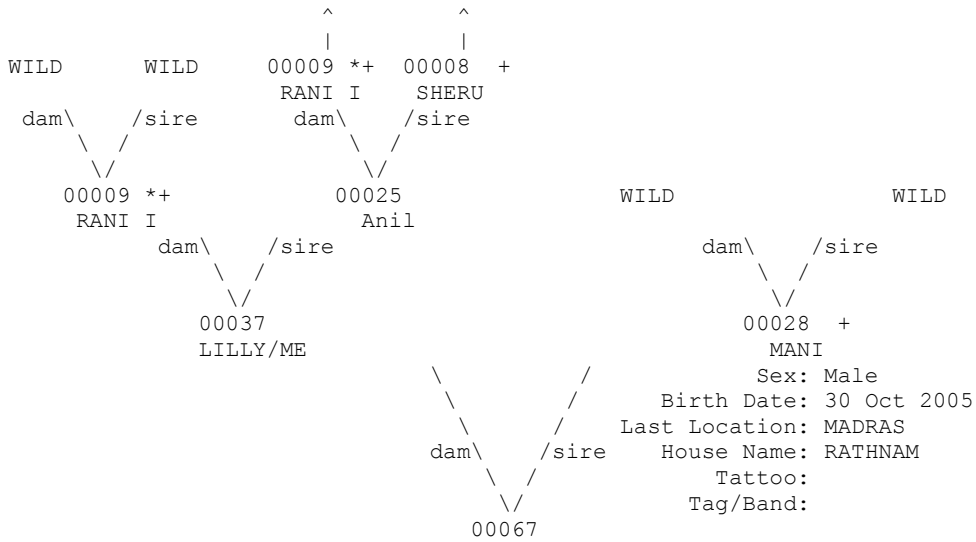 ^ ^
| |
WILD WILD 00009 *+ 00008 +
RANI I SHERU
dam\ /sire dam\ /sire
\ / \ /
\/ \/
00009 *+ 00025 WILD WILD
RANI I Anil
dam\ /sire dam\ /sire
\ / \ /
\/ \/
00037 00028 +
LILLY/ME MANI
\ / Sex: Male
\ / Birth Date: 30 Oct 2005
\ / Last Location: MADRAS
dam\ /sire House Name: RATHNAM
\ / Tattoo:
\/ Tag/Band:
00067